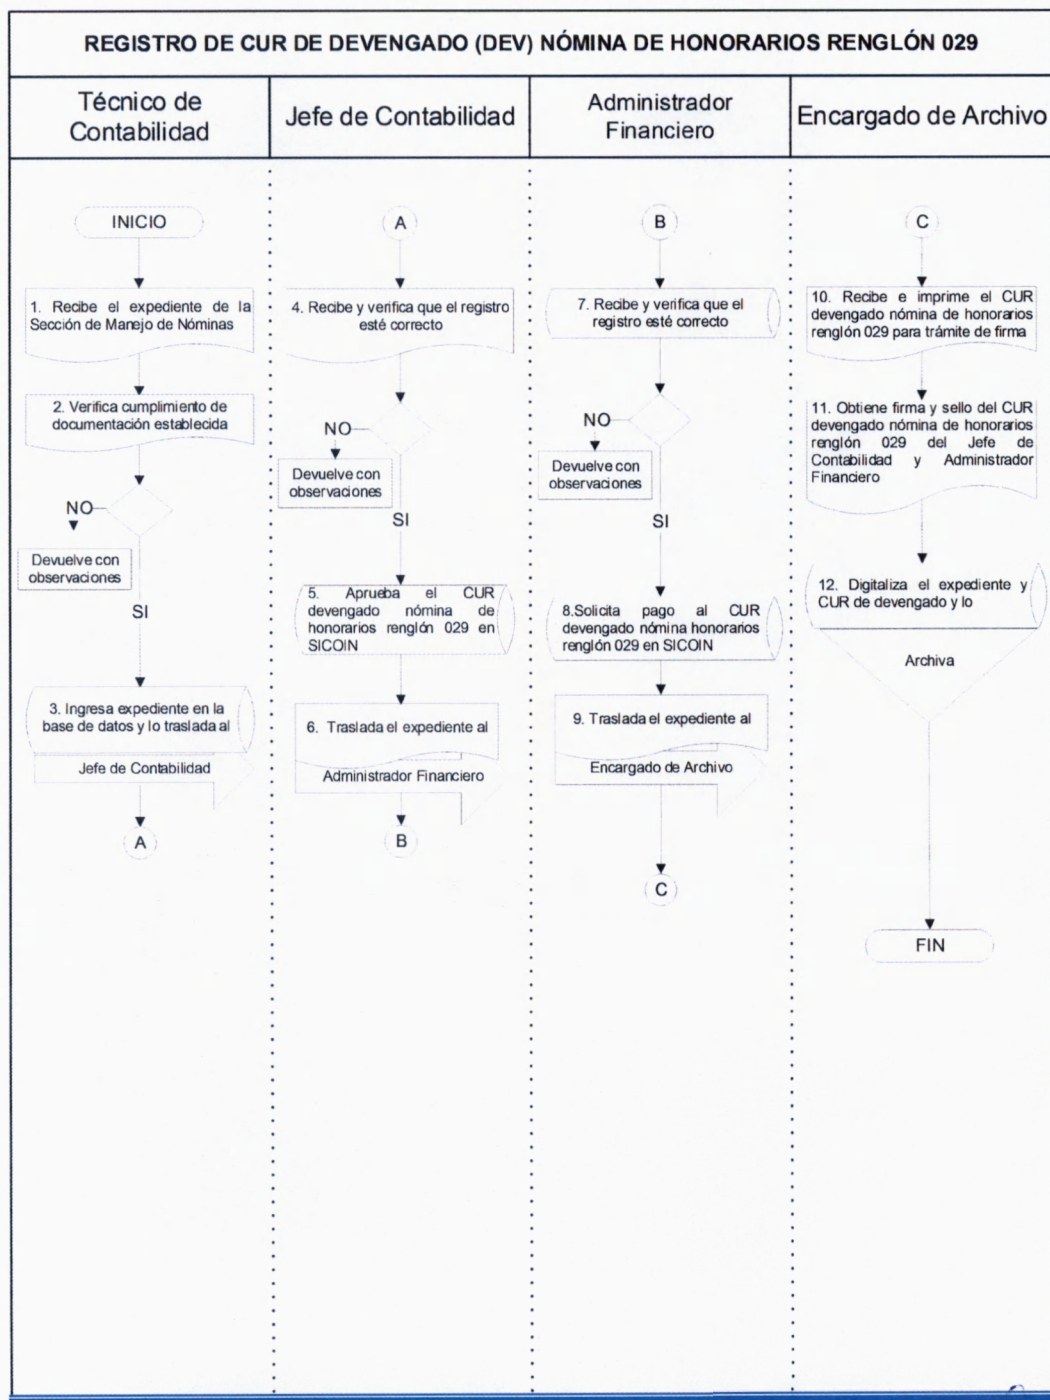 REGISTRO DE CUR DE DEVENGADO (DEV) NÓMINA DE HONORARIOS RENGLÓN 029
Técnico de
Contabilidad
Jefe de Contabilidad
Administrador
Financiero
Encargado de Archivo
INICIO
1. Recibe el expediente de la
Sección de Manejo de Nóminas
2. Verifica cumplimiento de
documentación establecida
NO
Devuelve con
observaciones
SI
3. Ingresa expediente en la
base de datos y lo traslada al
Jefe de Contabilidad
A
A
4. Recibe y verifica que el registro
esté correcto
NO
Devuelve con
observaciones
SI
5. Aprueba el CUR
devengado nómina de
honorarios renglón 029 en
SICOIN
6. Traslada el expediente al
Administrador Financiero
B
B
7. Recibe y verifica que el
registro esté correcto
NO
Devuelve con
observaciones
SI
8.Solicita pago al CUR
devengado nómina honorarios
renglón 029 en SICOIN
9. Traslada el expediente al
Encargado de Archivo
C
C
10. Recibe e imprime el CUR
devengado nómina de honorarios
renglón 029 para trámite de firma
11. Obtiene firma y sello del CUR
devengado nómina de honorarios
renglón 029 del Jefe de
Contabilidad y Administrador
Financiero
12. Digitaliza el expediente y
CUR de devengado y lo
Archiva
FIN